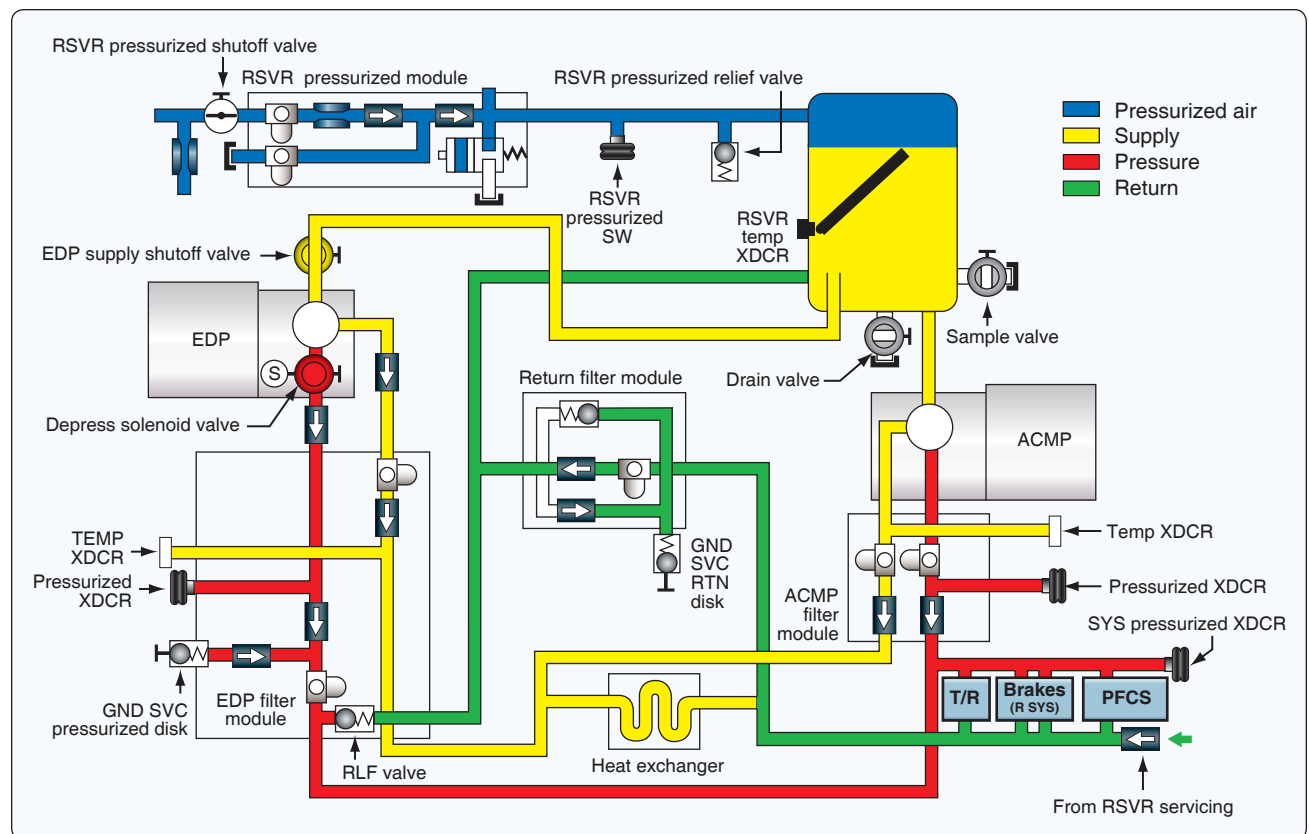 RSVR pressurized shutoff valve
RSVR pressurized module
RSVR pressurized relief valve
Pressurized air
Supply
Pressure
Return
RSVR
pressurized
SW
RSVR
temp
XDCR
EDP supply shutoff valve
EDP
S
Depress solenoid valve
Sample valve
Drain valve
Return filter module
ACMP
TEMP
XDCR
Pressurized
XDCR
GND
SVC
RTN
disk
ACMP
filter
module
Temp XDCR
Pressurized XDCR
SYS pressurized XDCR
GND SVC
pressurized disk
EDP filter
module
RLF valve
Heat exchanger
T/R
Brakes
(R SYS)
PFCS
From RSVR servicing